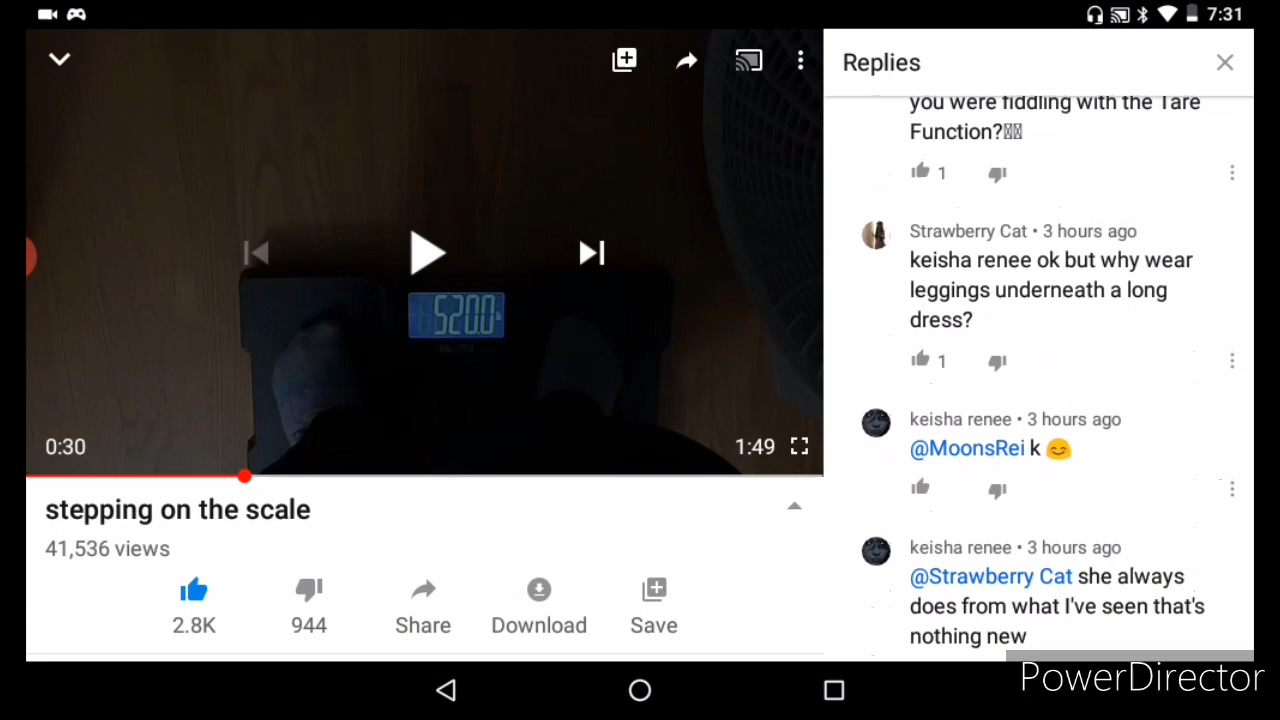 7:31
520.0
0:30
1:49
stepping on the scale
41,536 views
2.8K
944
Share
Download
Save
Replies
you were fiddling with the Tare
Function?
1
Strawberry Cat • 3 hours ago
keisha renee ok but why wear
leggings underneath a long
dress?
1
keisha renee • 3 hours ago
@MoonsRei k 😊
keisha renee • 3 hours ago
@Strawberry Cat she always
does from what I've seen that's
nothing new
PowerDirector